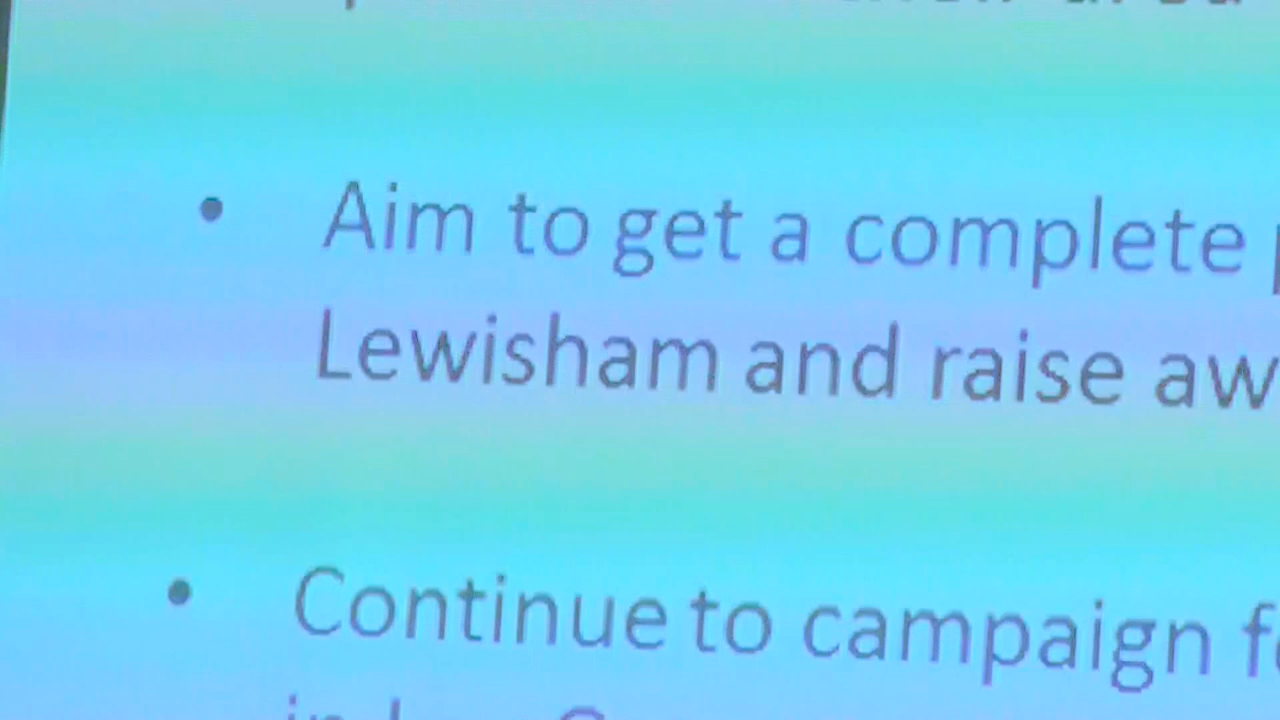 • Aim to get a complete
Lewisham and raise aw
• Continue to campaign